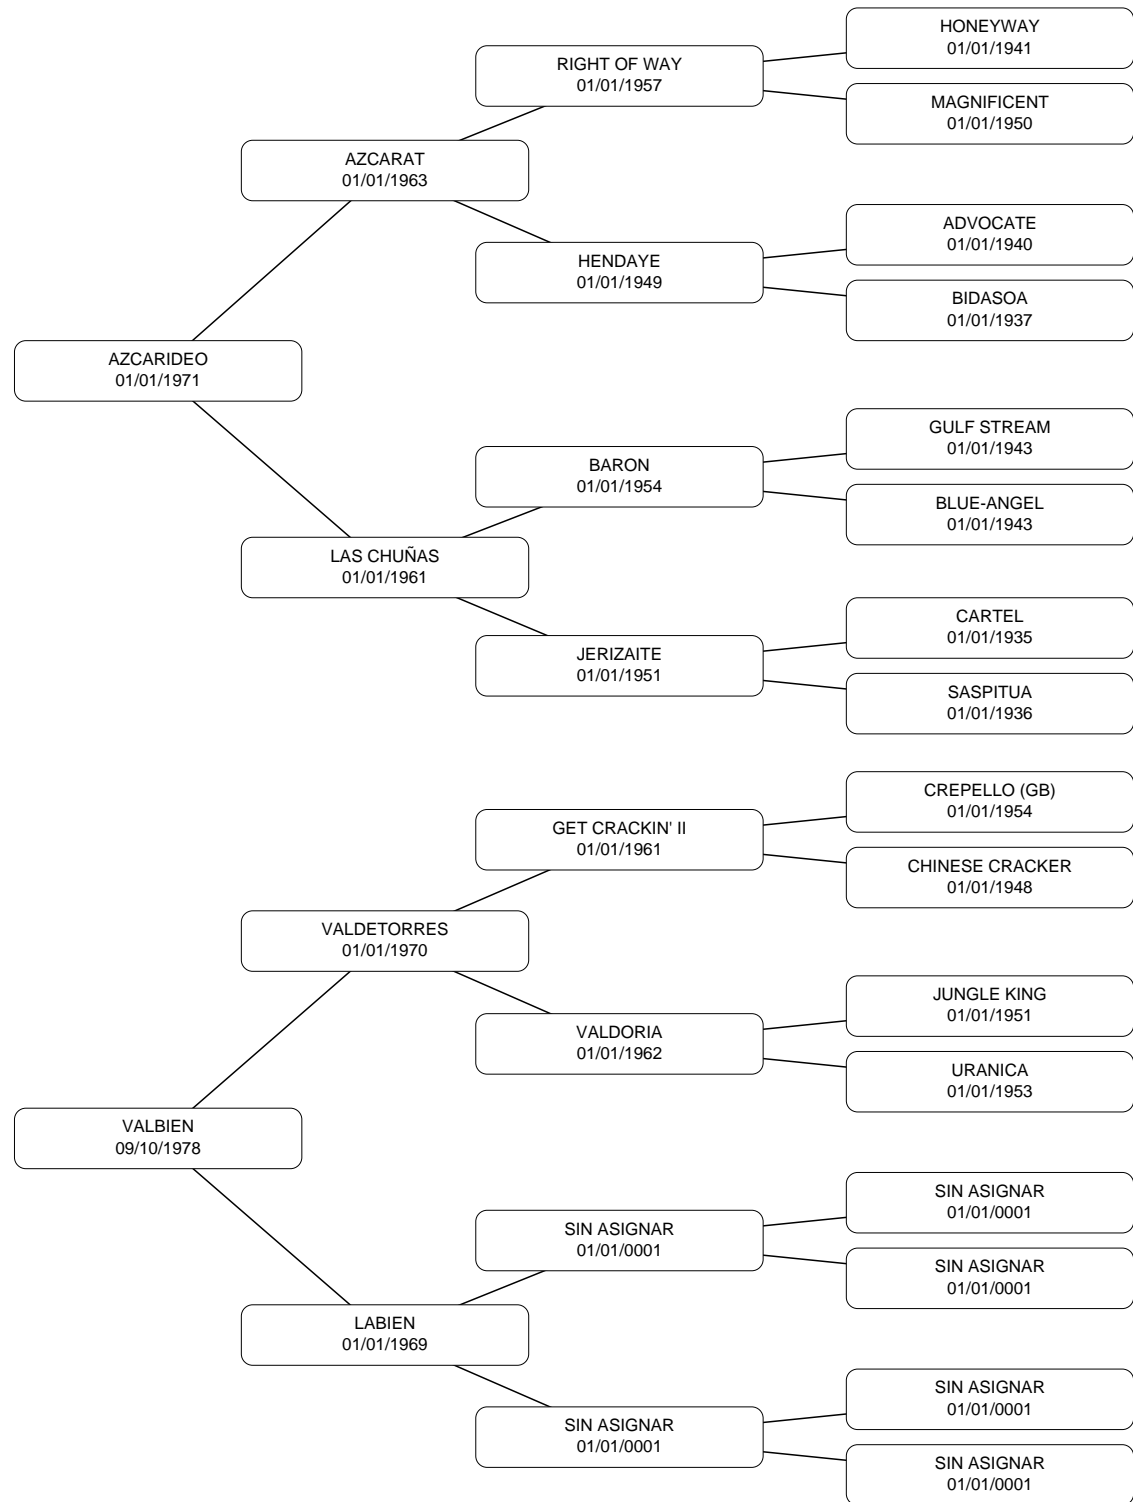 HONEYWAY
01/01/1941
RIGHT OF WAY
01/01/1957
MAGNIFICENT
01/01/1950
AZCARAT
01/01/1963
ADVOCATE
01/01/1940
HENDAYE
01/01/1949
BIDASOA
01/01/1937
AZCARIDEO
01/01/1971
GULF STREAM
01/01/1943
BARON
01/01/1954
BLUE-ANGEL
01/01/1943
LAS CHUÑAS
01/01/1961
CARTEL
01/01/1935
JERIZAITE
01/01/1951
SASPITUA
01/01/1936
CREPELLO (GB)
01/01/1954
GET CRACKIN' II
01/01/1961
CHINESE CRACKER
01/01/1948
VALDETORRES
01/01/1970
JUNGLE KING
01/01/1951
VALDORIA
01/01/1962
URANICA
01/01/1953
VALBIEN
09/10/1978
SIN ASIGNAR
01/01/0001
SIN ASIGNAR
01/01/0001
SIN ASIGNAR
01/01/0001
LABIEN
01/01/1969
SIN ASIGNAR
01/01/0001
SIN ASIGNAR
01/01/0001
SIN ASIGNAR
01/01/0001